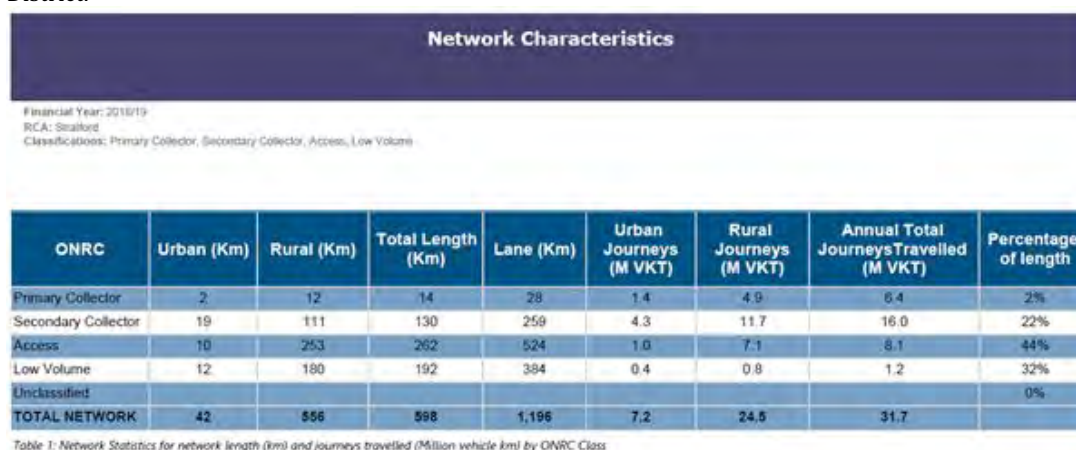 District.
Network Characteristics
Financial Year: 2018/19
RCA: Stratford
Classifications: Primary Collector, Secondary Collector, Access, Low Volume
ONRC Urban (Km) Rural (Km) Total Length (Km) Lane (Km) Urban Journeys (M VKT) Rural Journeys (M VKT) Annual Total JourneysTravelled (M VKT) Percentage of length
Primary Collector 2 12 14 28 1.4 4.9 6.4 2%
Secondary Collector 19 111 130 259 4.3 11.7 16.0 22%
Access 10 253 262 524 1.0 7.1 8.1 44%
Low Volume 12 180 192 384 0.4 0.8 1.2 32%
Unclassified 0%
TOTAL NETWORK 42 556 598 1,196 7.2 24.5 31.7
Table 1: Network Statistics for network length (km) and journeys travelled (Million vehicle km) by ONRC Class